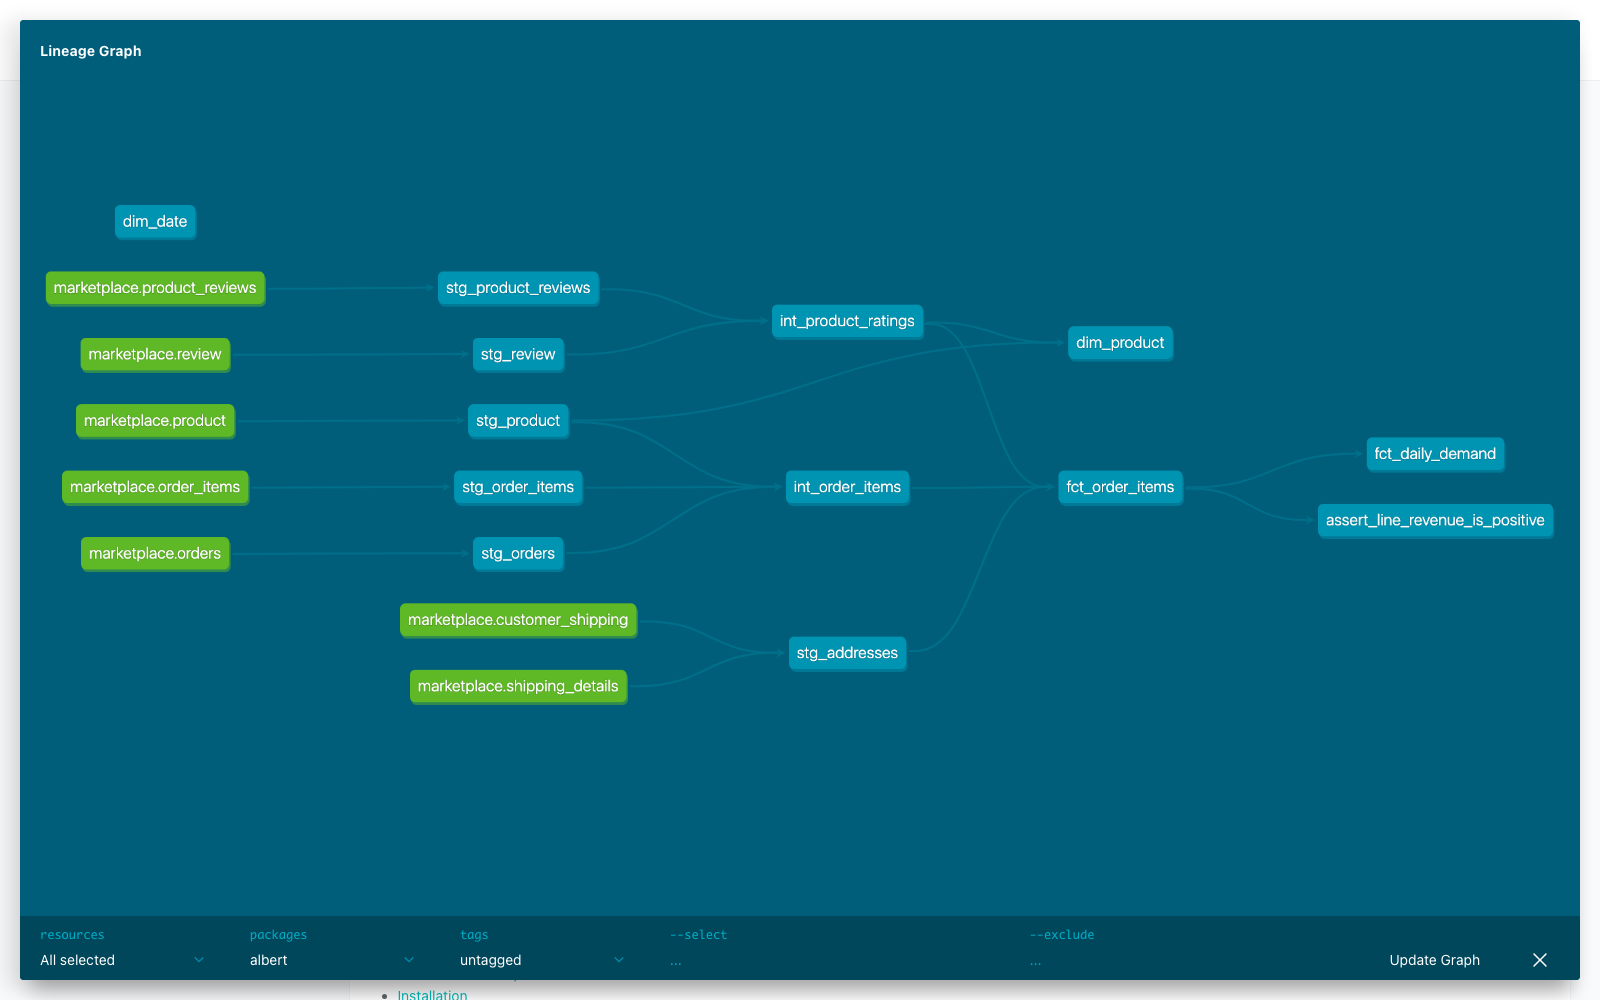 Lineage Graph
dim_date
marketplace.product_reviews
stg_product_reviews
int_product_ratings
dim_product
marketplace.review
stg_review
marketplace.product
stg_product
fct_daily_demand
marketplace.order_items
stg_order_items
int_order_items
fct_order_items
assert_line_revenue_is_positive
marketplace.orders
stg_orders
marketplace.customer_shipping
stg_addresses
marketplace.shipping_details
resources packages tags --select --exclude
All selected albert untagged ... ... Update Graph
Installation